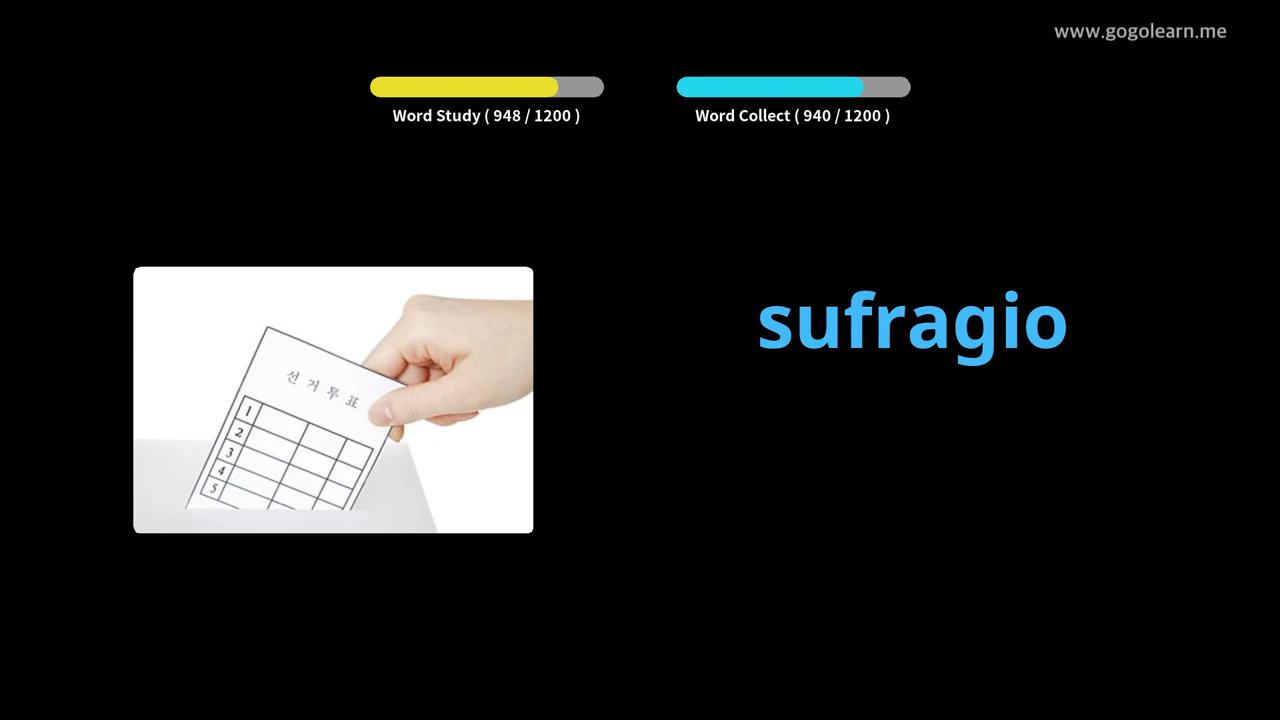 www.gogolearn.me
Word Study ( 948 / 1200 )
Word Collect ( 940 / 1200 )
sufragio
선거투표
1
2
3
4
5